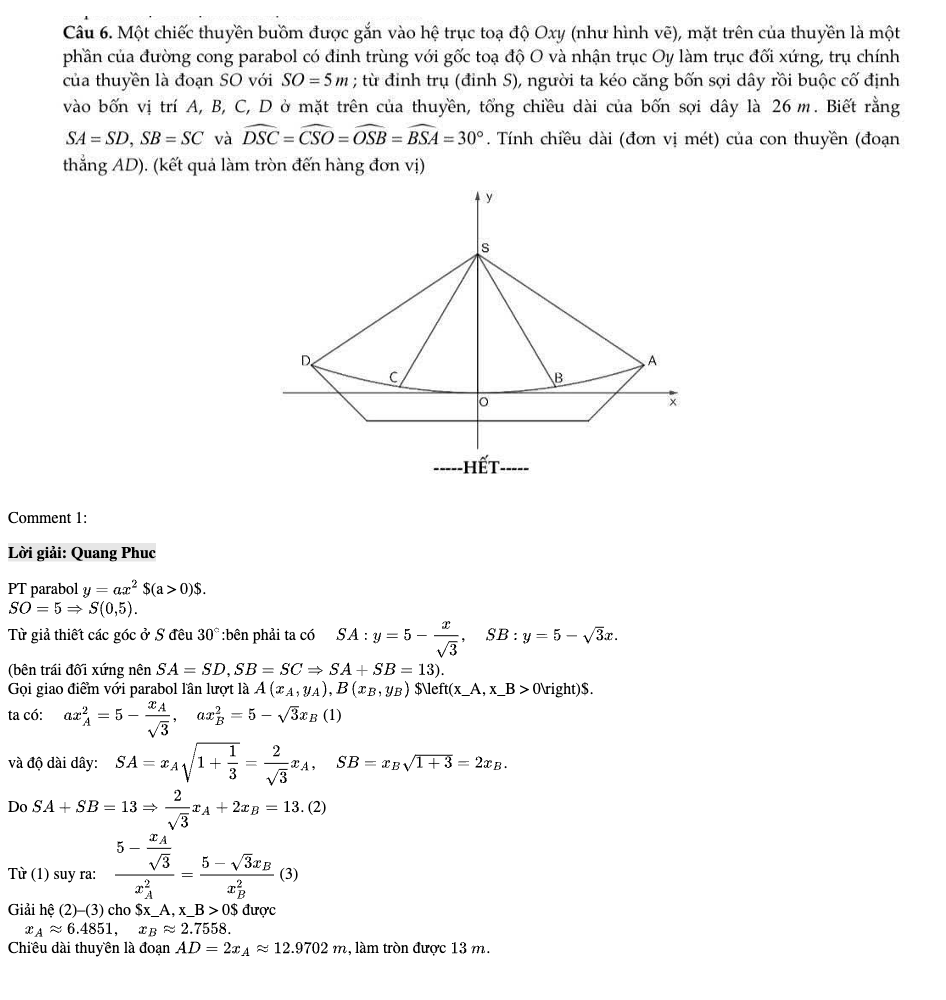 Câu 6. Một chiếc thuyền buồm được gắn vào hệ trục toạ độ Oxy (như hình vẽ), mặt trên của thuyền là một
phần của đường cong parabol có đỉnh trùng với gốc toạ độ O và nhận trục Oy làm trục đối xứng, trụ chính
của thuyền là đoạn SO với SO = 5 m ; từ đỉnh trụ (đỉnh S), người ta kéo căng bốn sợi dây rồi buộc cố định
vào bốn vị trí A, B, C, D ở mặt trên của thuyền, tổng chiều dài của bốn sợi dây là 26 m. Biết rằng
SA = SD, SB = SC và \widehat{DSC} = \widehat{CSO} = \widehat{OSB} = \widehat{BSA} = 30°. Tính chiều dài (đơn vị mét) của con thuyền (đoạn
thẳng AD). (kết quả làm tròn đến hàng đơn vị)
y
S
D
C
B
A
O
x
-----HẾT-----
Comment 1:
Lời giải: Quang Phuc
PT parabol y = ax² $(a > 0)$.
SO = 5 ⇒ S(0,5).
Từ giả thiết các góc ở S đều 30° :bên phải ta có SA : y = 5 − \frac{x}{\sqrt{3}}, SB : y = 5 − \sqrt{3}x.
(bên trái đối xứng nên SA = SD, SB = SC ⇒ SA + SB = 13).
Gọi giao điểm với parabol lần lượt là A (x_A, y_A), B (x_B, y_B) $\left(x_A, x_B > 0\right)$.
ta có: ax_A^2 = 5 − \frac{x_A}{\sqrt{3}}, ax_B^2 = 5 − \sqrt{3}x_B (1)
và độ dài dây: SA = x_A\sqrt{1 + \frac{1}{3}} = \frac{2}{\sqrt{3}}x_A, SB = x_B\sqrt{1 + 3} = 2x_B.
Do SA + SB = 13 ⇒ \frac{2}{\sqrt{3}}x_A + 2x_B = 13. (2)
Từ (1) suy ra: \frac{5 − \frac{x_A}{\sqrt{3}}}{x_A^2} = \frac{5 − \sqrt{3}x_B}{x_B^2} (3)
Giải hệ (2)–(3) cho $x_A, x_B > 0$ được
x_A ≈ 6.4851, x_B ≈ 2.7558.
Chiều dài thuyền là đoạn AD = 2x_A ≈ 12.9702 m, làm tròn được 13 m.